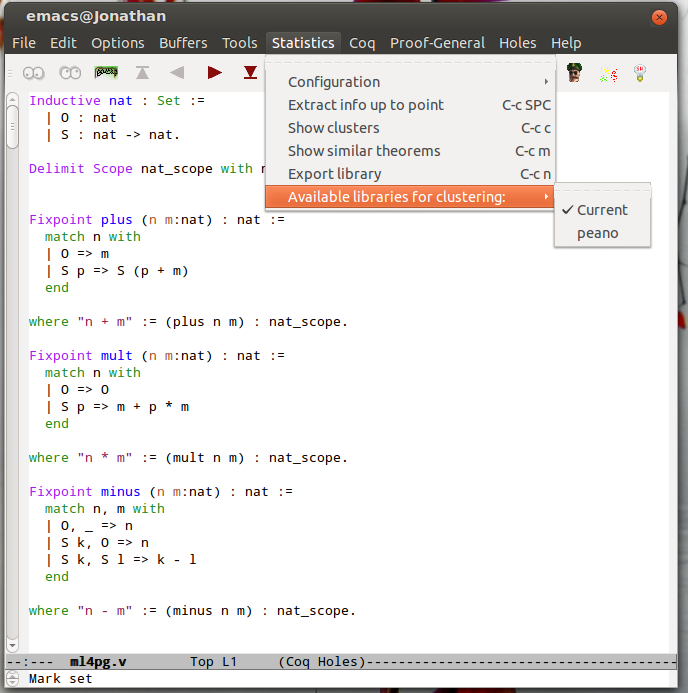 emacs@Jonathan
File Edit Options Buffers Tools Statistics Coq Proof-General Holes Help
Configuration
Extract info up to point C-c SPC
Show clusters C-c c
Show similar theorems C-c m
Export library C-c n
Available libraries for clustering:
✓ Current
peano
Inductive nat : Set :=
| O : nat
| S : nat -> nat.
Delimit Scope nat_scope with
Fixpoint plus (n m:nat) : nat :=
match n with
| O => m
| S p => S (p + m)
end
where "n + m" := (plus n m) : nat_scope.
Fixpoint mult (n m:nat) : nat :=
match n with
| O => O
| S p => m + p * m
end
where "n * m" := (mult n m) : nat_scope.
Fixpoint minus (n m:nat) : nat :=
match n, m with
| O, _ => n
| S k, O => n
| S k, S l => k - l
end
where "n - m" := (minus n m) : nat_scope.
--:--- ml4pg.v Top L1 (Coq Holes)
Mark set